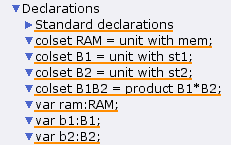 Declarations
Standard declarations
colset RAM = unit with mem;
colset B1 = unit with st1;
colset B2 = unit with st2;
colset B1B2 = product B1*B2;
var ram:RAM;
var b1:B1;
var b2:B2;